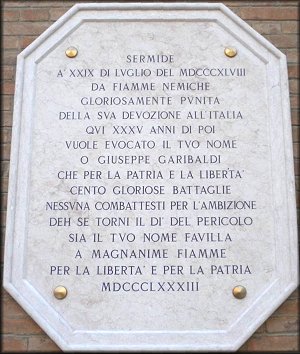 SERMIDE
A' XXIX DI LVGLIO DEL MDCCCXLVIII
DA FIAMME NEMICHE
GLORIOSAMENTE PVNITA
DELLA SVA DEVOZIONE ALL'ITALIA
QVI XXXV ANNI DI POI
VUOLE EVOCATO IL TVO NOME
O GIUSEPPE GARIBALDI
CHE PER LA PATRIA E LA LIBERTA'
CENTO GLORIOSE BATTAGLIE
NESSVNA COMBATTESTI PER L'AMBIZIONE
DEH SE TORNI IL DI' DEL PERICOLO
SIA IL TVO NOME FAVILLA
A MAGNANIME FIAMME
PER LA LIBERTA' E PER LA PATRIA
MDCCCLXXXIII